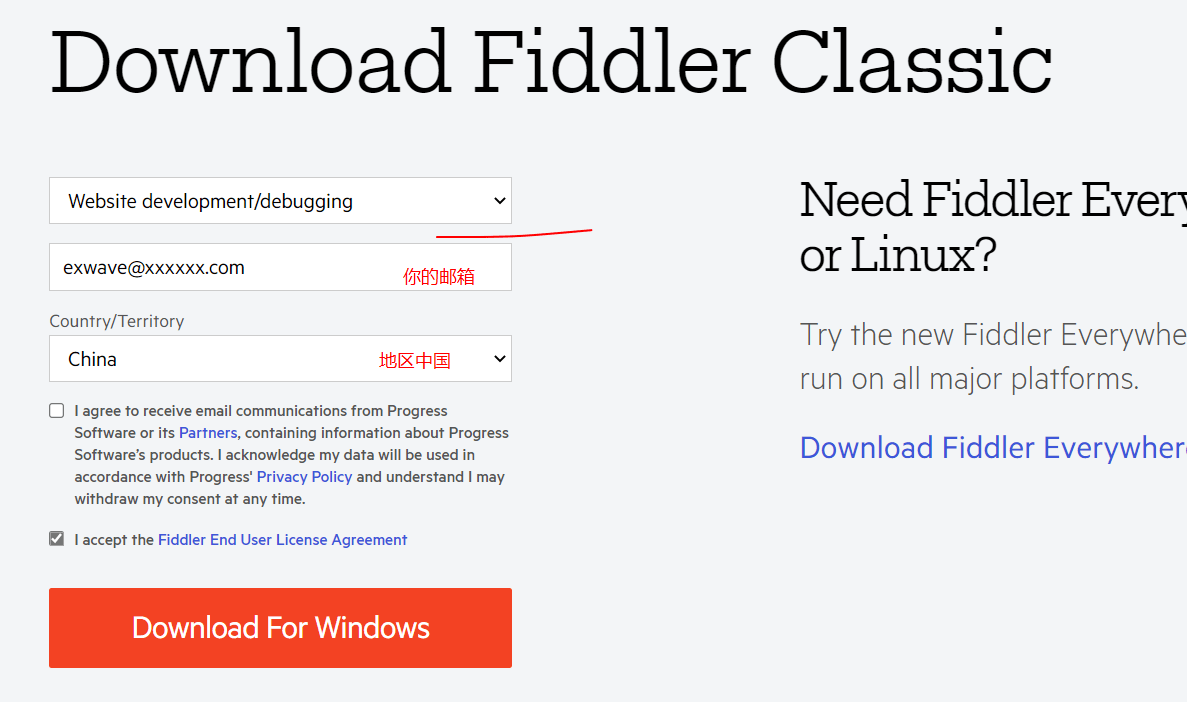 Download Fiddler Classic
Website development/debugging
exwave@xxxxxx.com
你的邮箱
Country/Territory
China
地区中国
I agree to receive email communications from Progress
Software or its Partners, containing information about Progress
Software's products. I acknowledge my data will be used in
accordance with Progress' Privacy Policy and understand I may
withdraw my consent at any time.
I accept the Fiddler End User License Agreement
Download For Windows
Need Fiddler Every
or Linux?
Try the new Fiddler Everywhe
run on all major platforms.
Download Fiddler Everywher